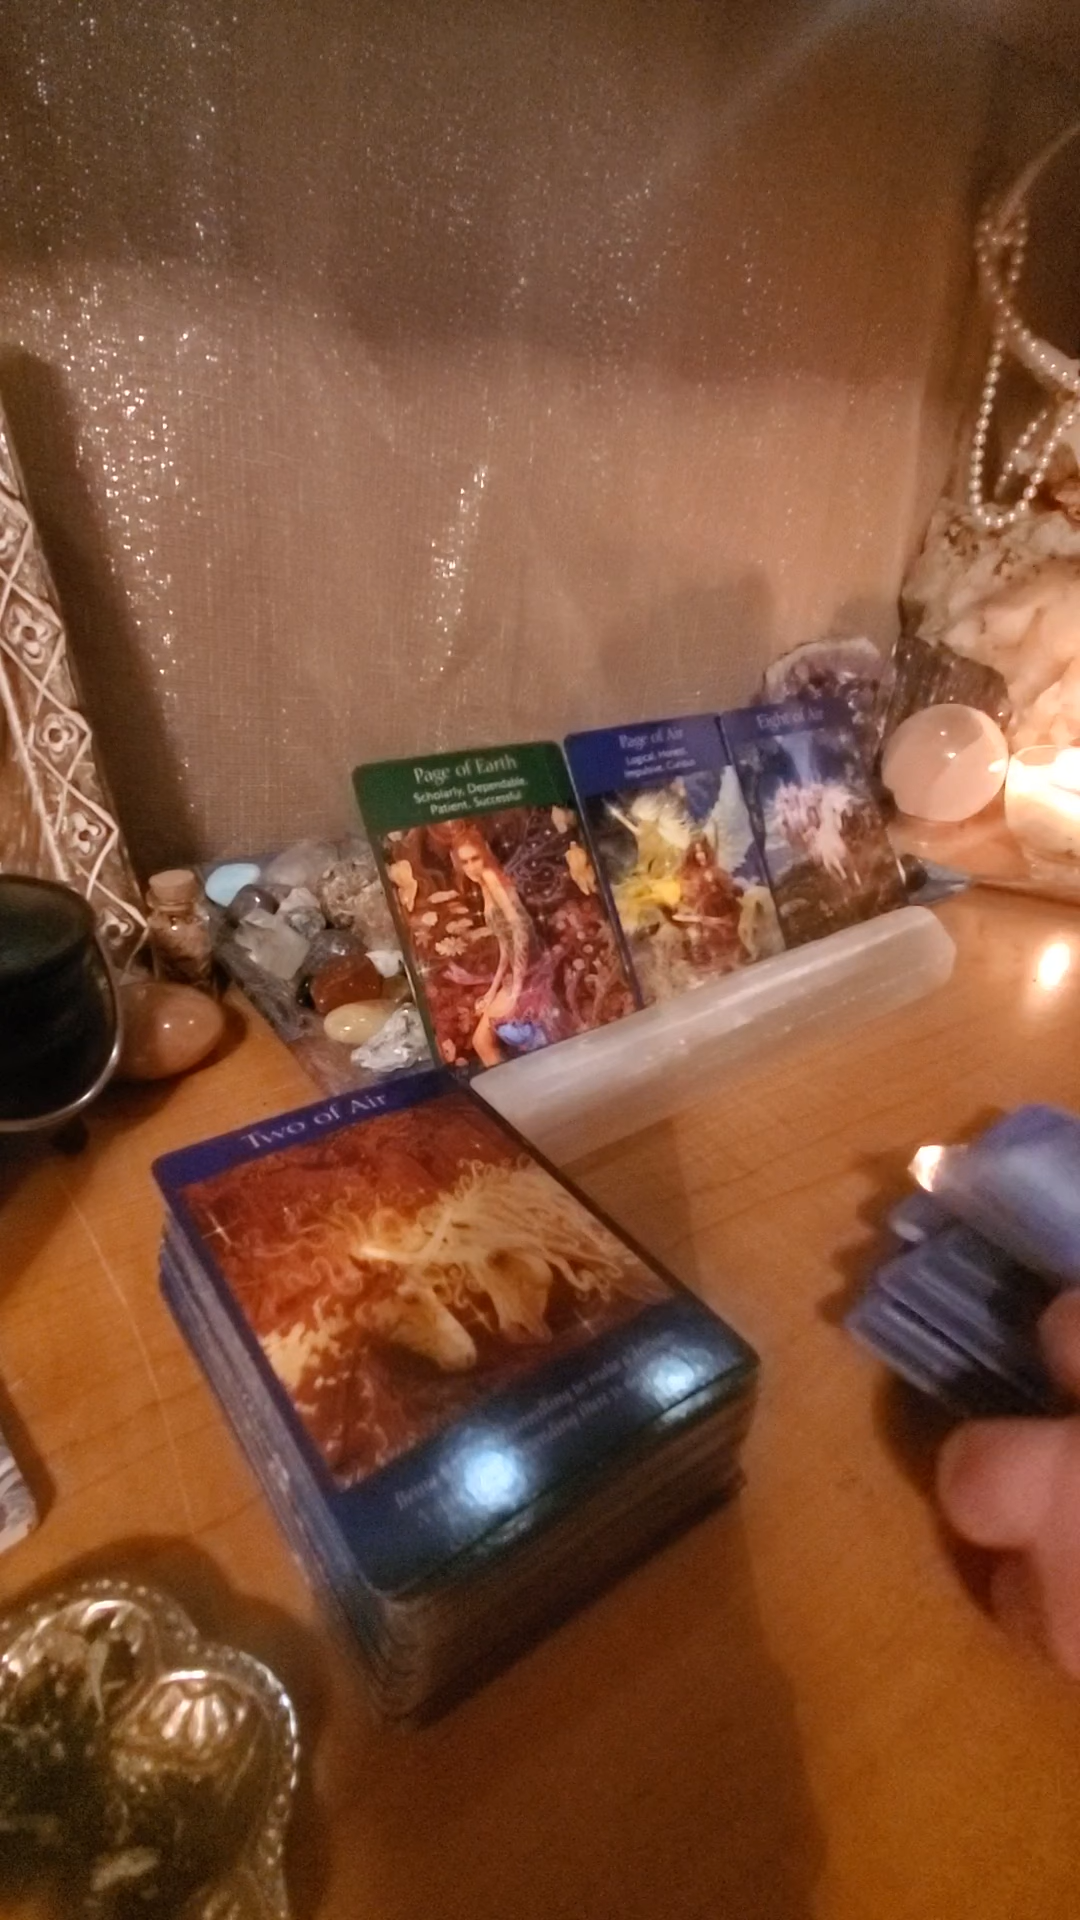 Page of Earth
Scholarly, Dependable,
Patient, Successful
Page of Air
Logical, Honest,
Impulsive, Curious
Eight of Air
Two of Air